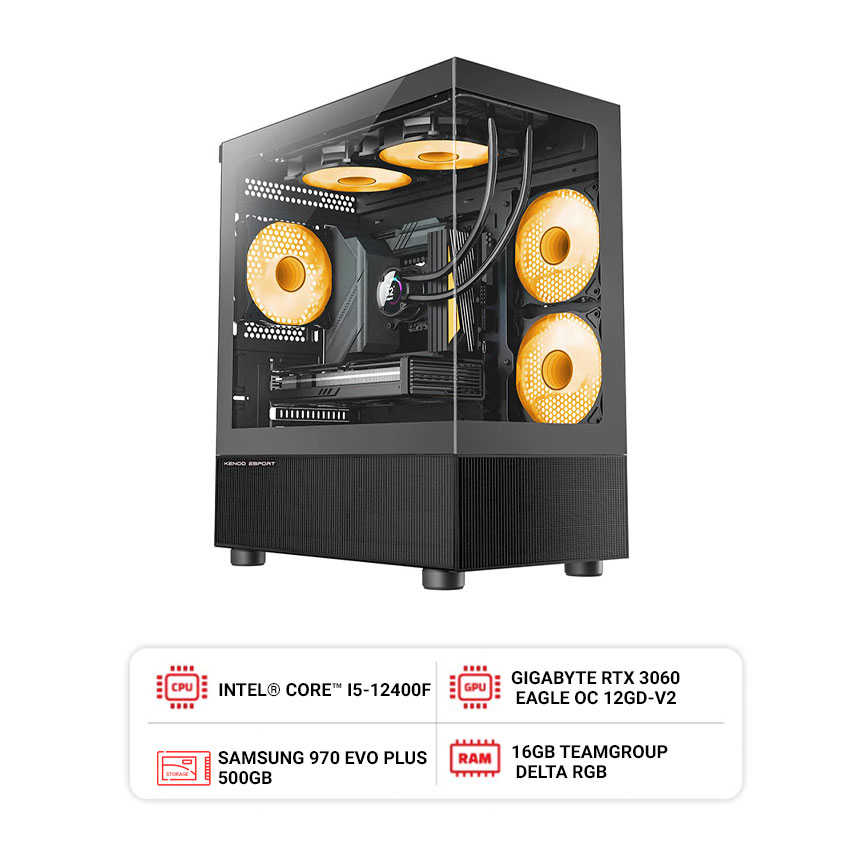 KENOO ESPORT
CPU
INTEL® CORE™ I5-12400F
GPU
GIGABYTE RTX 3060
EAGLE OC 12GD-V2
STORAGE
SAMSUNG 970 EVO PLUS
500GB
RAM
16GB TEAMGROUP
DELTA RGB